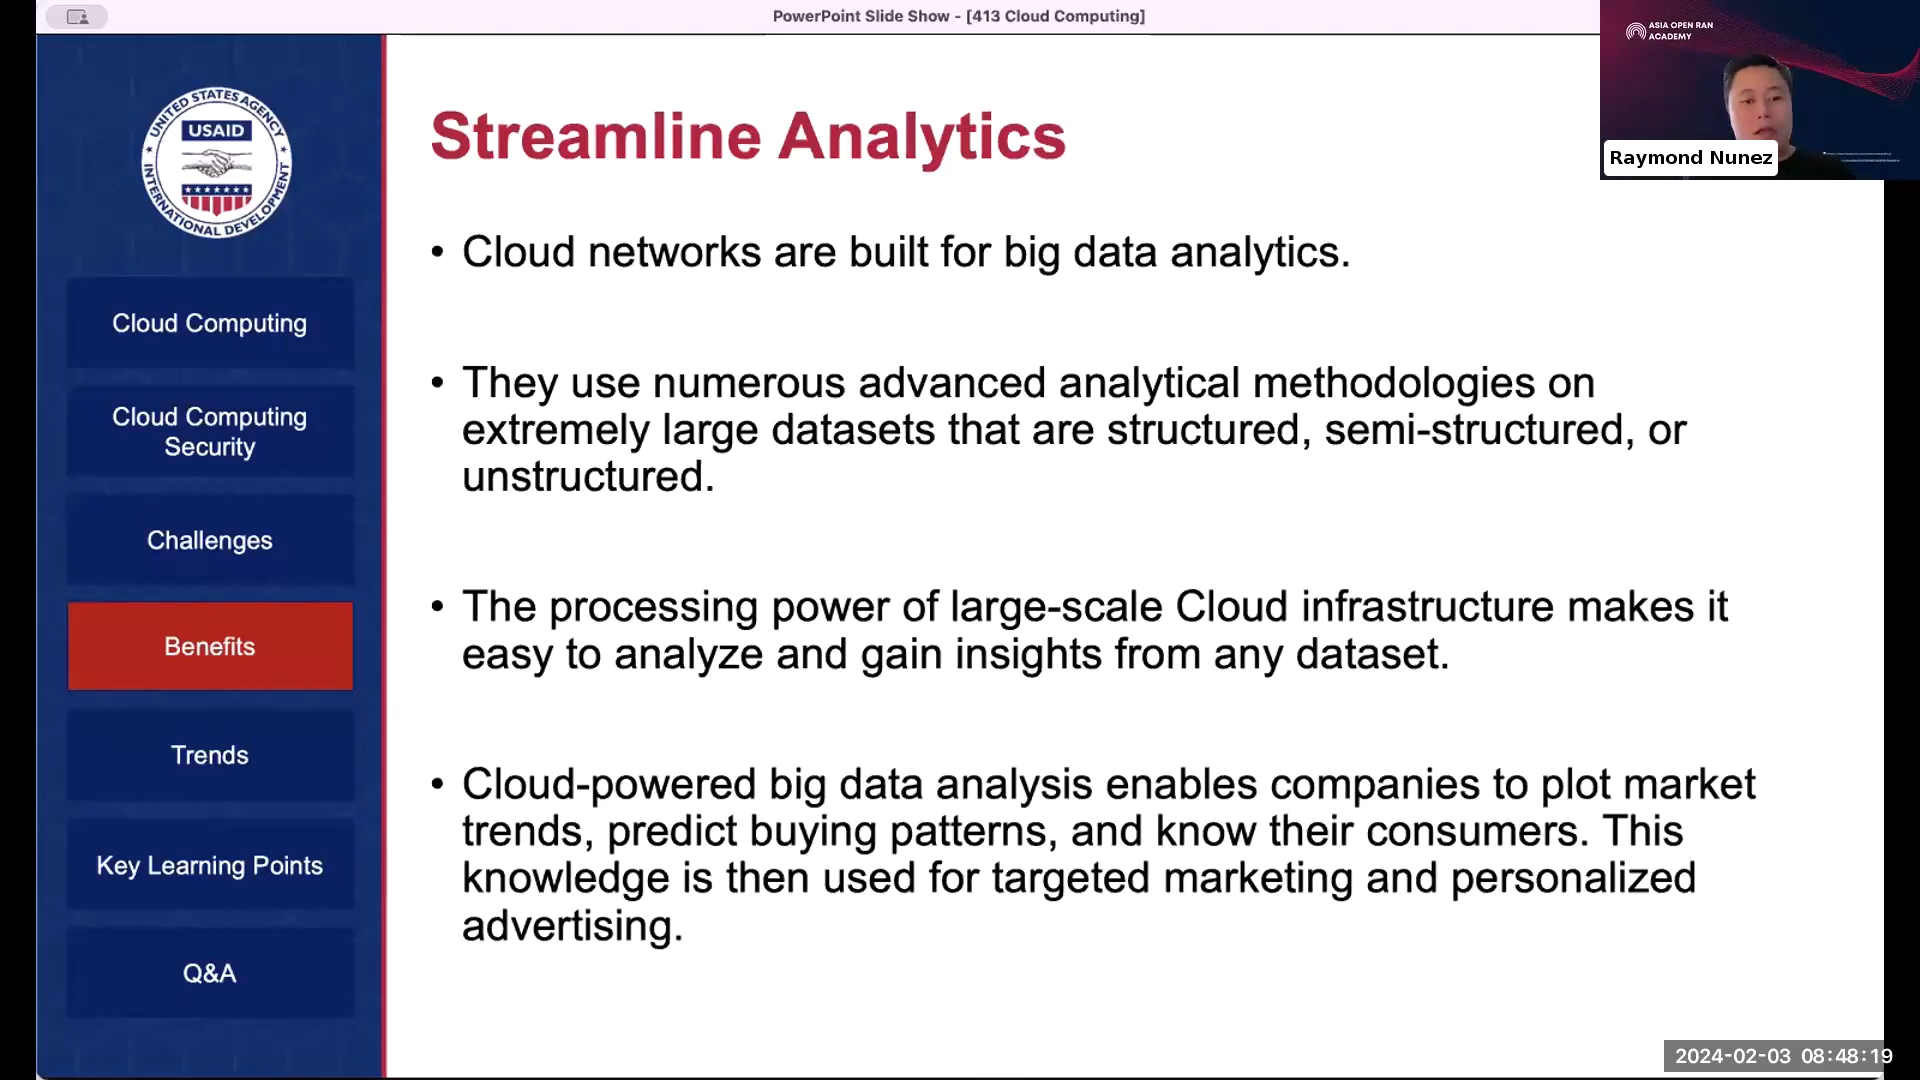 PowerPoint Slide Show - [413 Cloud Computing]
ASIA OPEN RAN
ACADEMY
Raymond Nunez
UNITED STATES AGENCY
USAID
INTERNATIONAL DEVELOPMENT
Cloud Computing
Cloud Computing
Security
Challenges
Benefits
Trends
Key Learning Points
Q&A
Streamline Analytics
• Cloud networks are built for big data analytics.
• They use numerous advanced analytical methodologies on
extremely large datasets that are structured, semi-structured, or
unstructured.
• The processing power of large-scale Cloud infrastructure makes it
easy to analyze and gain insights from any dataset.
• Cloud-powered big data analysis enables companies to plot market
trends, predict buying patterns, and know their consumers. This
knowledge is then used for targeted marketing and personalized
advertising.
2024-02-03 08:48:19